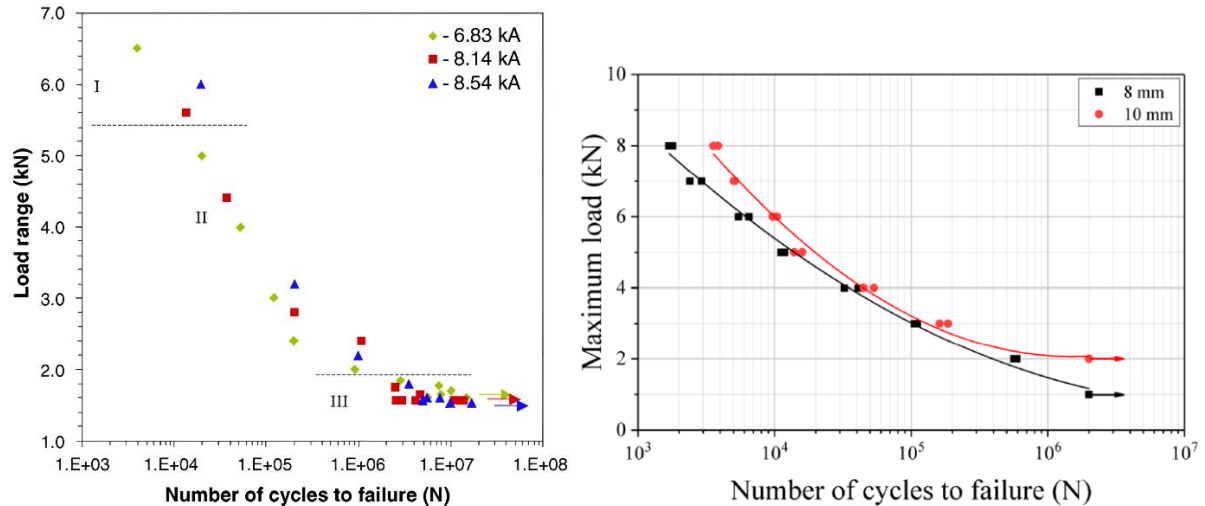 7.0
6.0
5.0
4.0
3.0
2.0
1.0
Load range (kN)
I
II
III
- 6.83 kA
- 8.14 kA
- 8.54 kA
1.E+03 1.E+04 1.E+05 1.E+06 1.E+07 1.E+08
Number of cycles to failure (N)
10
8
6
4
2
0
Maximum load (kN)
8 mm
10 mm
10³ 10⁴ 10⁵ 10⁶ 10⁷
Number of cycles to failure (N)